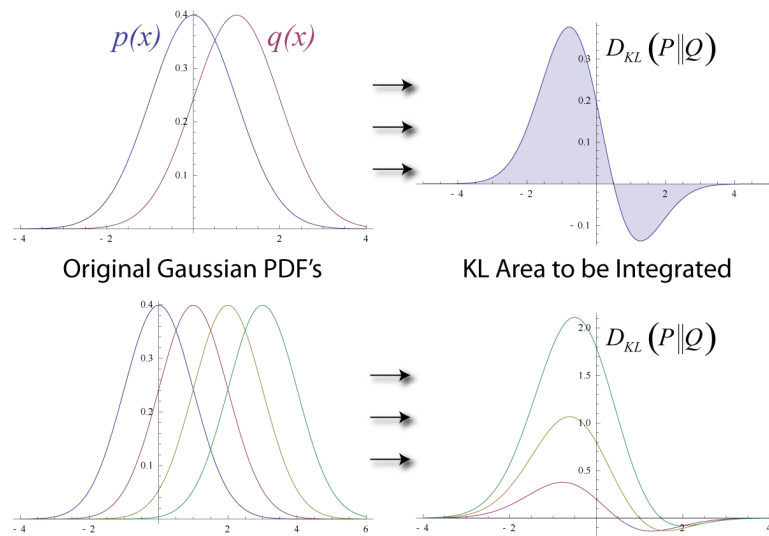 0.4
p(x) q(x)
0.3
0.2
0.1
- 4 - 2 2 4
D_KL (P||Q)
0.3
0.2
0.1
- 4 - 2 2 4
- 0.1
Original Gaussian PDF's
KL Area to be Integrated
0.4
0.3
0.2
0.1
- 4 - 2 2 4 6
2.0
D_KL (P||Q)
1.5
1.0
0.5
- 4 - 2 2 4